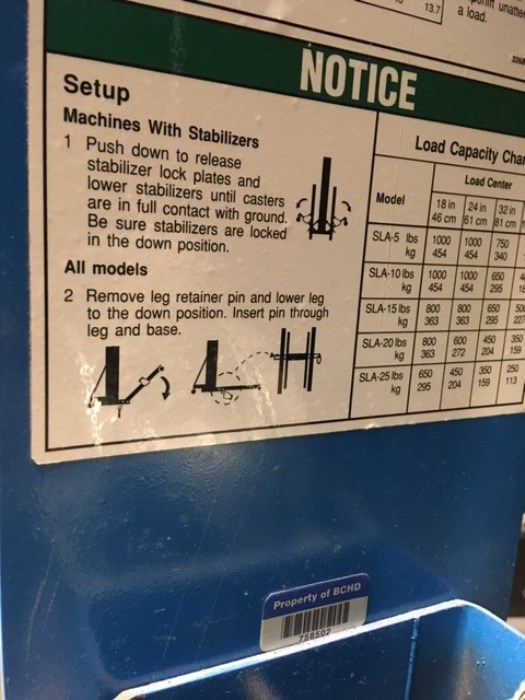 13.7
a load.
NOTICE
Setup
Machines With Stabilizers
1 Push down to release
stabilizer lock plates and
lower stabilizers until casters
are in full contact with ground.
Be sure stabilizers are locked
in the down position.
All models
2 Remove leg retainer pin and lower leg
to the down position. Insert pin through
leg and base.
Load Capacity
Load Center
Model 18 in 24 in 32 in
46 cm 61 cm 81 cm
SLA-5 lbs 1000 1000 750
kg 454 454 340
SLA-10 lbs 1000 1000 650
kg 454 454 295
SLA-15 lbs 800 800 650
kg 363 363 295
SLA-20 lbs 800 600 450 350
kg 363 272 204 159
SLA-25 lbs 650 450 350 250
kg 295 204 159 113
Property of BCHD
758502